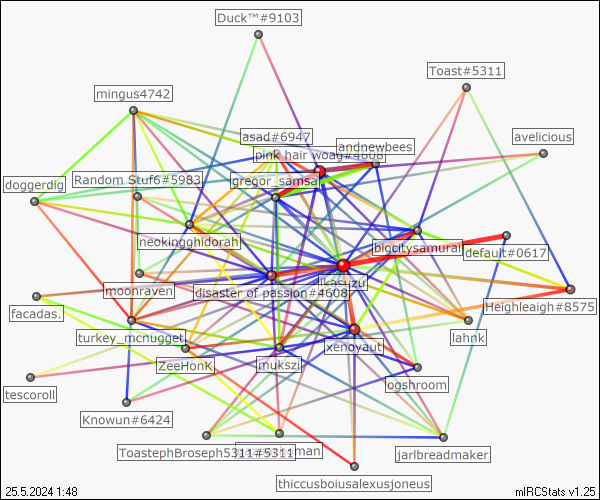 Duck™#9103
Toast#5311
mingus4742
asad#6947
andnewbees
avelicious
pink hair woag#4668
doggerdig
Random Stuf6#5983
gregor_samsa
neokingghidorah
bigcitysamurai
default#0617
ikasuzu
moonraven
disaster of passion#4608
Heighleaigh#8575
facadas.
turkey_mcnugget
xenovaut
lahnk
ZeeHonk
mukszi
tescoroll
ogshroom
Knowun#6424
ToastephBroseph5311#5311
man
jarlbreadmaker
thiccusboiusalexusjoneus
25.5.2024 1:48
mIRCStats v1.25